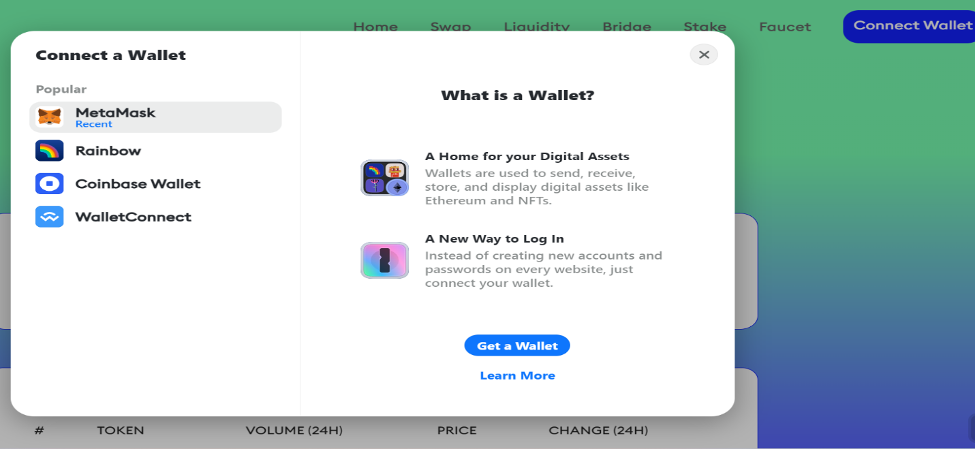 Home Swap Liquidity Bridge Stake Faucet Connect Wallet
Connect a Wallet
Popular
MetaMask
Recent
Rainbow
Coinbase Wallet
WalletConnect
What is a Wallet?
A Home for your Digital Assets
Wallets are used to send, receive,
store, and display digital assets like
Ethereum and NFTs.
A New Way to Log In
Instead of creating new accounts and
passwords on every website, just
connect your wallet.
Get a Wallet
Learn More
# TOKEN VOLUME (24H) PRICE CHANGE (24H)